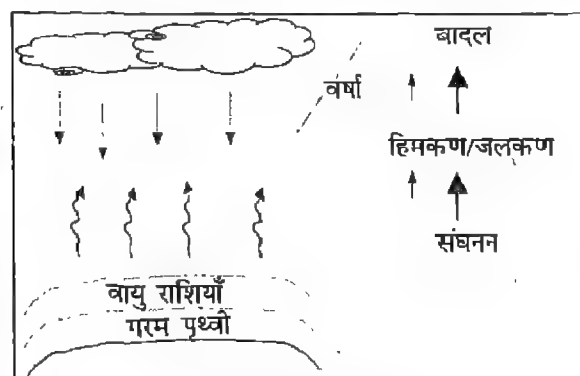 बादल
वर्षा
हिमकण/जलकण
संघनन
वायु राशियाँ
गरम पृथ्वी